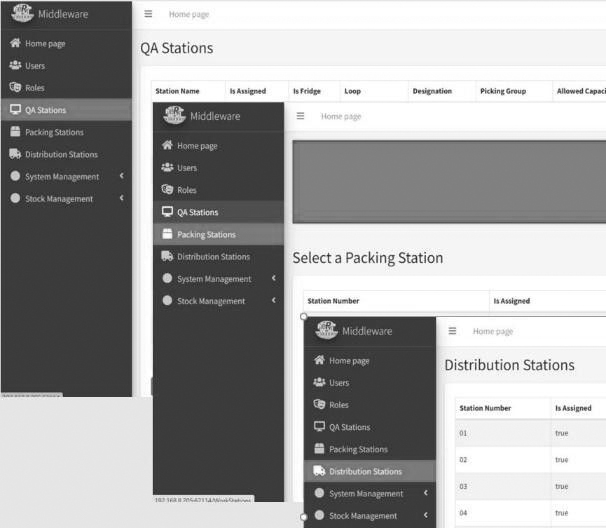 Middleware
Home page
Home page
Users
Roles
QA Stations
Packing Stations
Distribution Stations
System Management
Stock Management
QA Stations
Station Name Is Assigned Is Fridge Loop Designation Picking Group Allowed Capaci
Middleware
Home page
Home page
Users
Roles
QA Stations
Packing Stations
Distribution Stations
System Management
Stock Management
Select a Packing Station
Station Number Is Assigned
192.168.8.205:62114/WorkStations
Middleware
Home page
Home page
Users
Roles
QA Stations
Packing Stations
Distribution Stations
System Management
Stock Management
Distribution Stations
Station Number Is Assigned
01 true
02 true
03 true
04 true